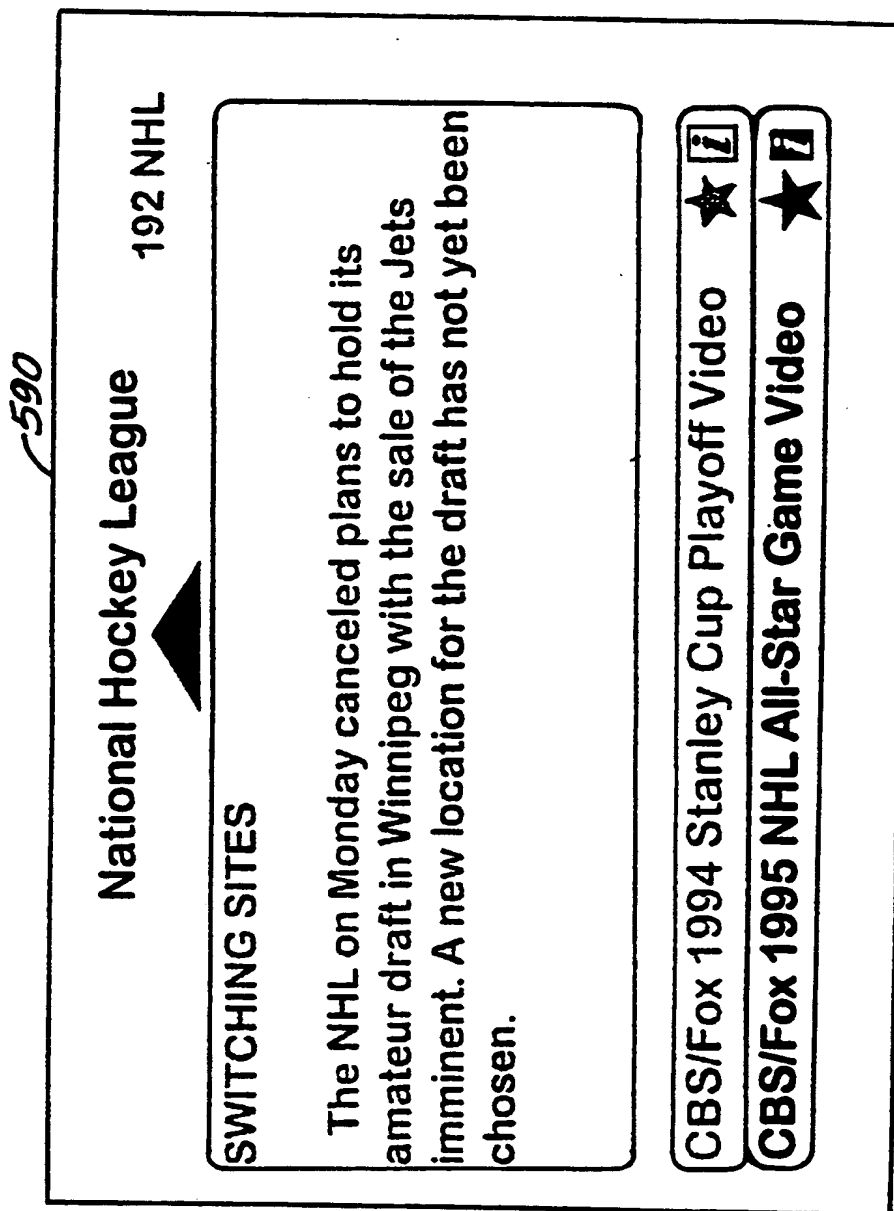 590
National Hockey League 192 NHL
SWITCHING SITES
The NHL on Monday canceled plans to hold its
amateur draft in Winnipeg with the sale of the Jets
imminent. A new location for the draft has not yet been
chosen.
CBS/Fox 1994 Stanley Cup Playoff Video i
CBS/Fox 1995 NHL All-Star Game Video i